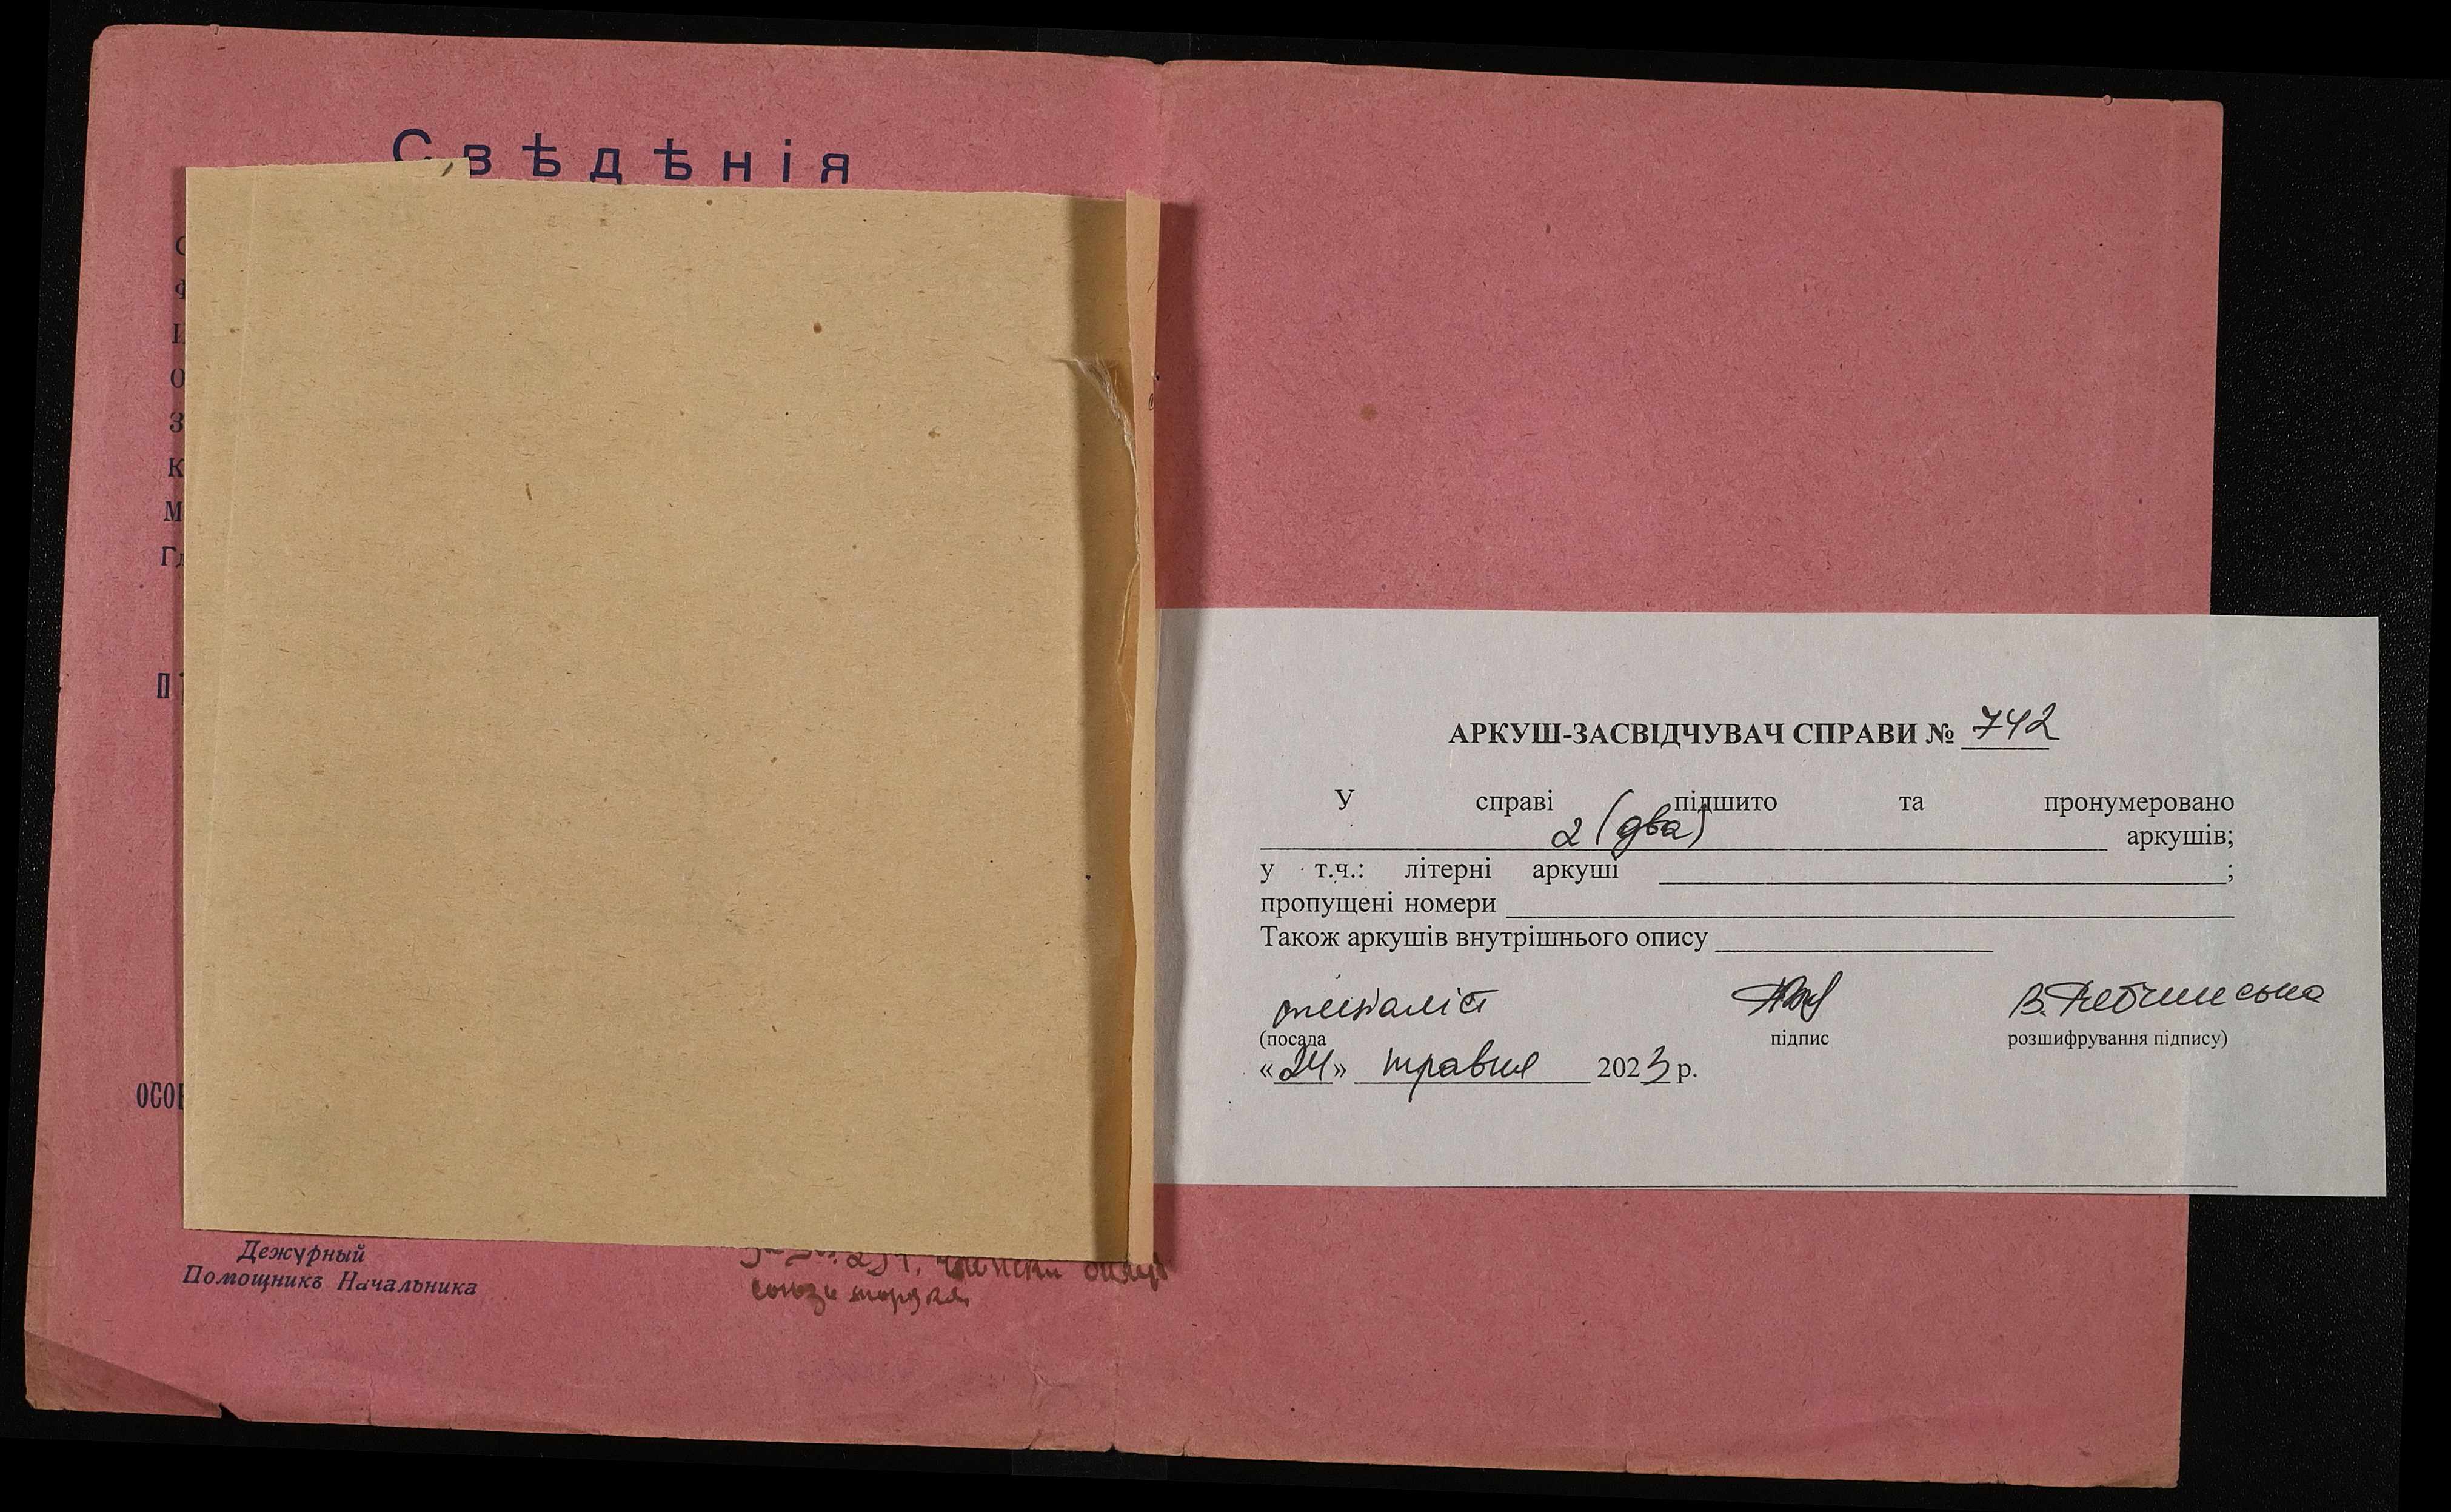 Свѣдѣнія
Дежурный
Помощникъ Начальника
АРКУШ-ЗАСВІДЧУВАЧ СПРАВИ № 742
У справі підшито та пронумеровано
2 (два) аркушів;
у т.ч.: літерні аркуші ;
пропущені номери
Також аркушів внутрішнього опису
спеціаліст
(посада підпис розшифрування підпису)
«24» травня 2023 р.